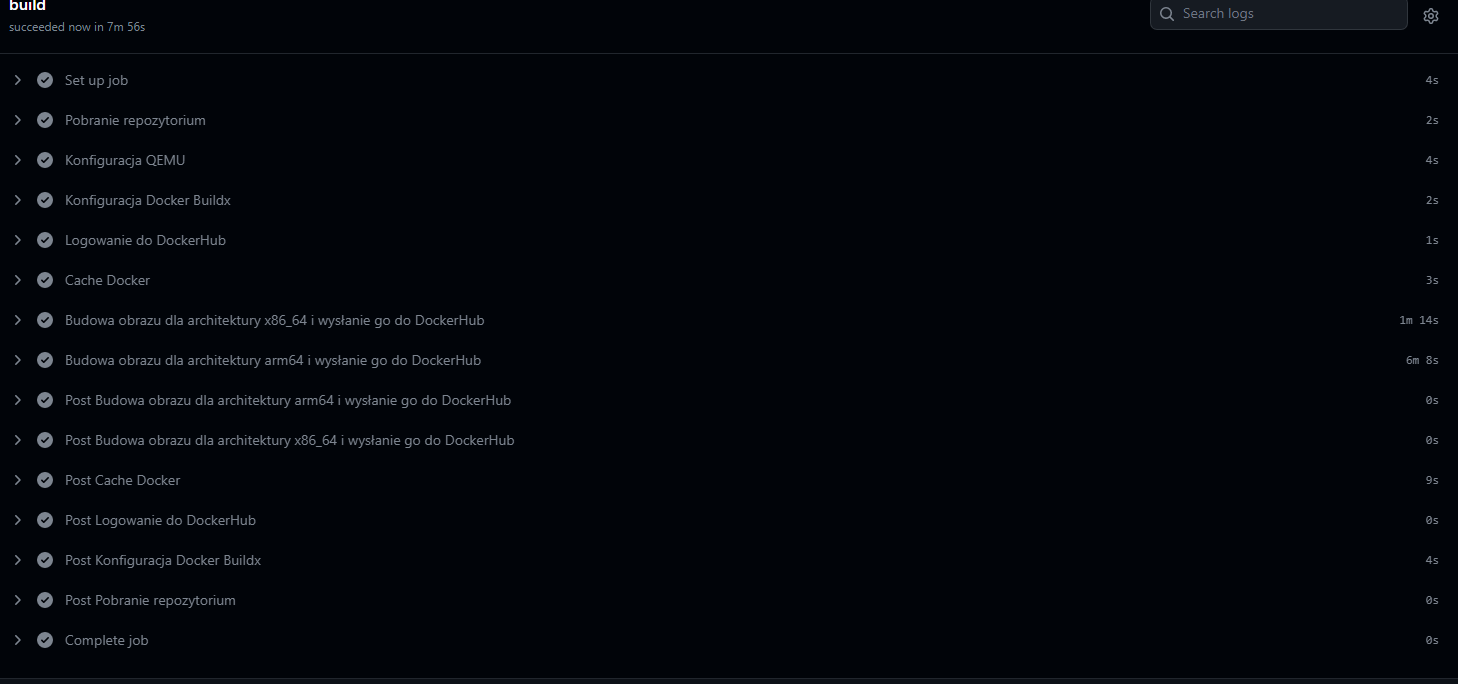 build
succeeded now in 7m 56s
Search logs
Set up job 4s
Pobranie repozytorium 2s
Konfiguracja QEMU 4s
Konfiguracja Docker Buildx 2s
Logowanie do DockerHub 1s
Cache Docker 3s
Budowa obrazu dla architektury x86_64 i wysłanie go do DockerHub 1m 14s
Budowa obrazu dla architektury arm64 i wysłanie go do DockerHub 6m 8s
Post Budowa obrazu dla architektury arm64 i wysłanie go do DockerHub 0s
Post Budowa obrazu dla architektury x86_64 i wysłanie go do DockerHub 0s
Post Cache Docker 9s
Post Logowanie do DockerHub 0s
Post Konfiguracja Docker Buildx 4s
Post Pobranie repozytorium 0s
Complete job 0s